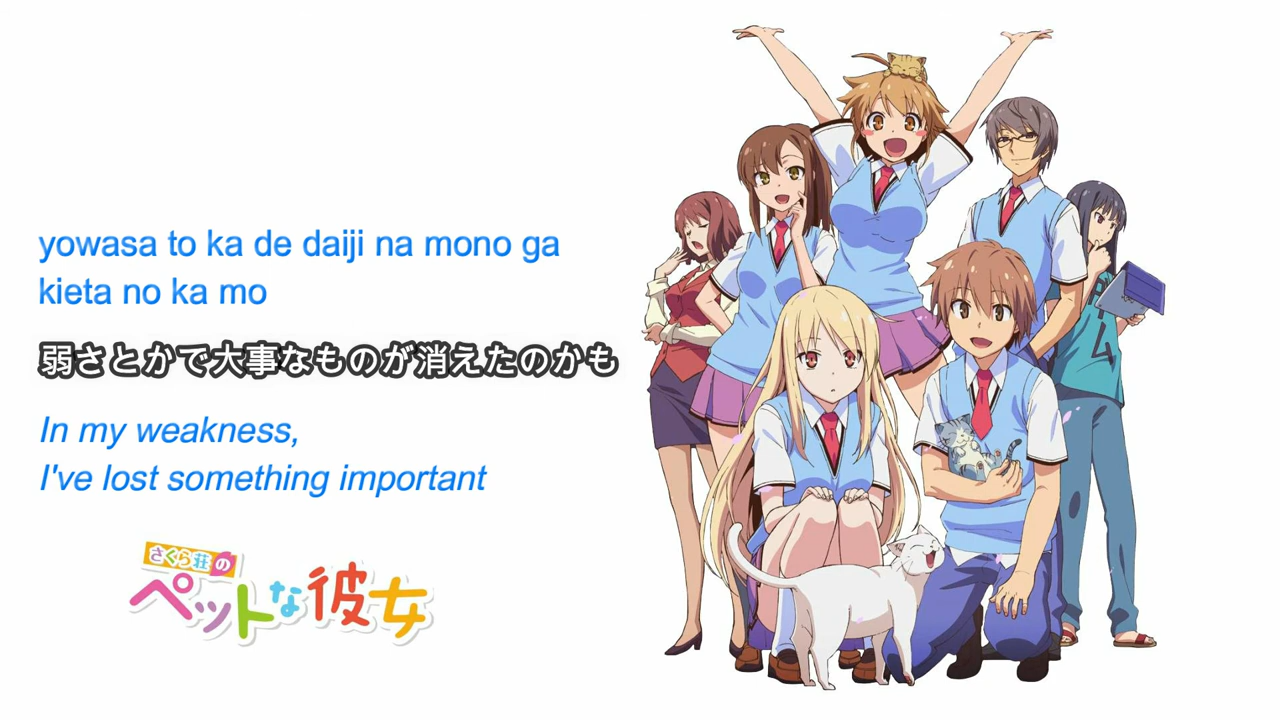 yowasa to ka de daiji na mono ga
kieta no ka mo
弱さとかで大事なものが消えたのかも
In my weakness,
I've lost something important
さくら荘の
ペットな彼女
4